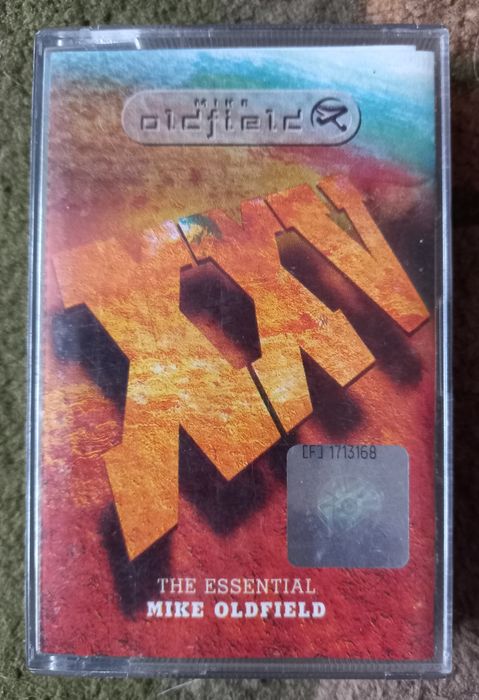 MIKE
oldfield
XXV
[F] 1713168
THE ESSENTIAL
MIKE OLDFIELD